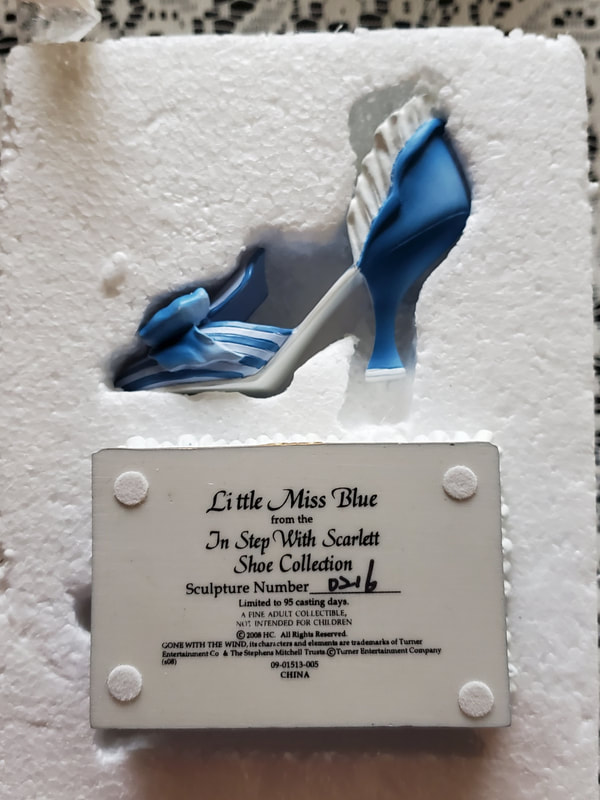 Little Miss Blue
from the
In Step With Scarlett
Shoe Collection
Sculpture Number 0216
Limited to 95 casting days.
A FINE ADULT COLLECTIBLE,
NOT INTENDED FOR CHILDREN
© 2008 HC. All Rights Reserved.
GONE WITH THE WIND, its characters and elements are trademarks of Turner
Entertainment Co & The Stephens Mitchell Trusts. © Turner Entertainment Company
(s08)
09-01513-005
CHINA